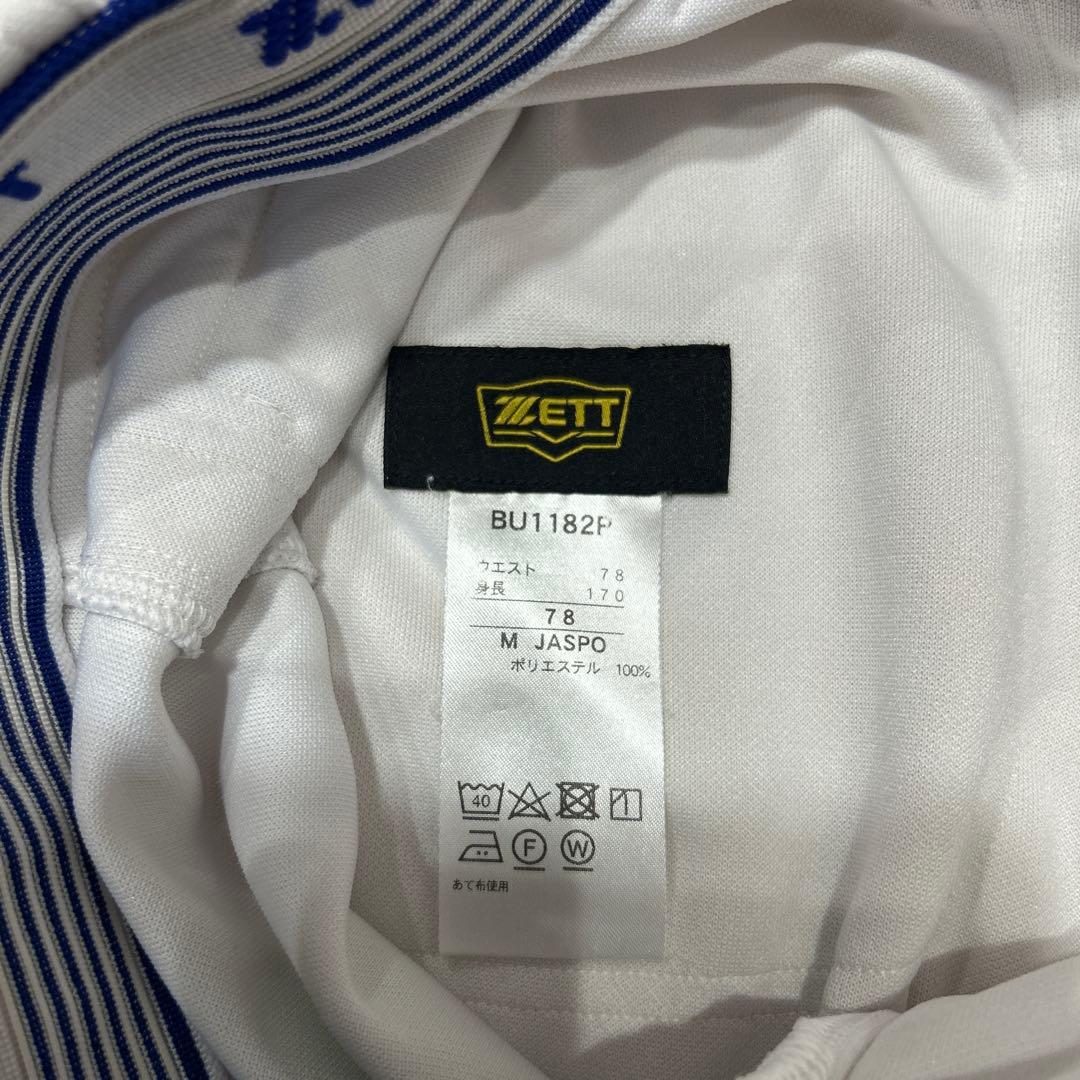 ZETT
BU1182P
ウエスト 78
身長 170
78
M JASPO
ポリエステル 100%
40
F W
あて布使用